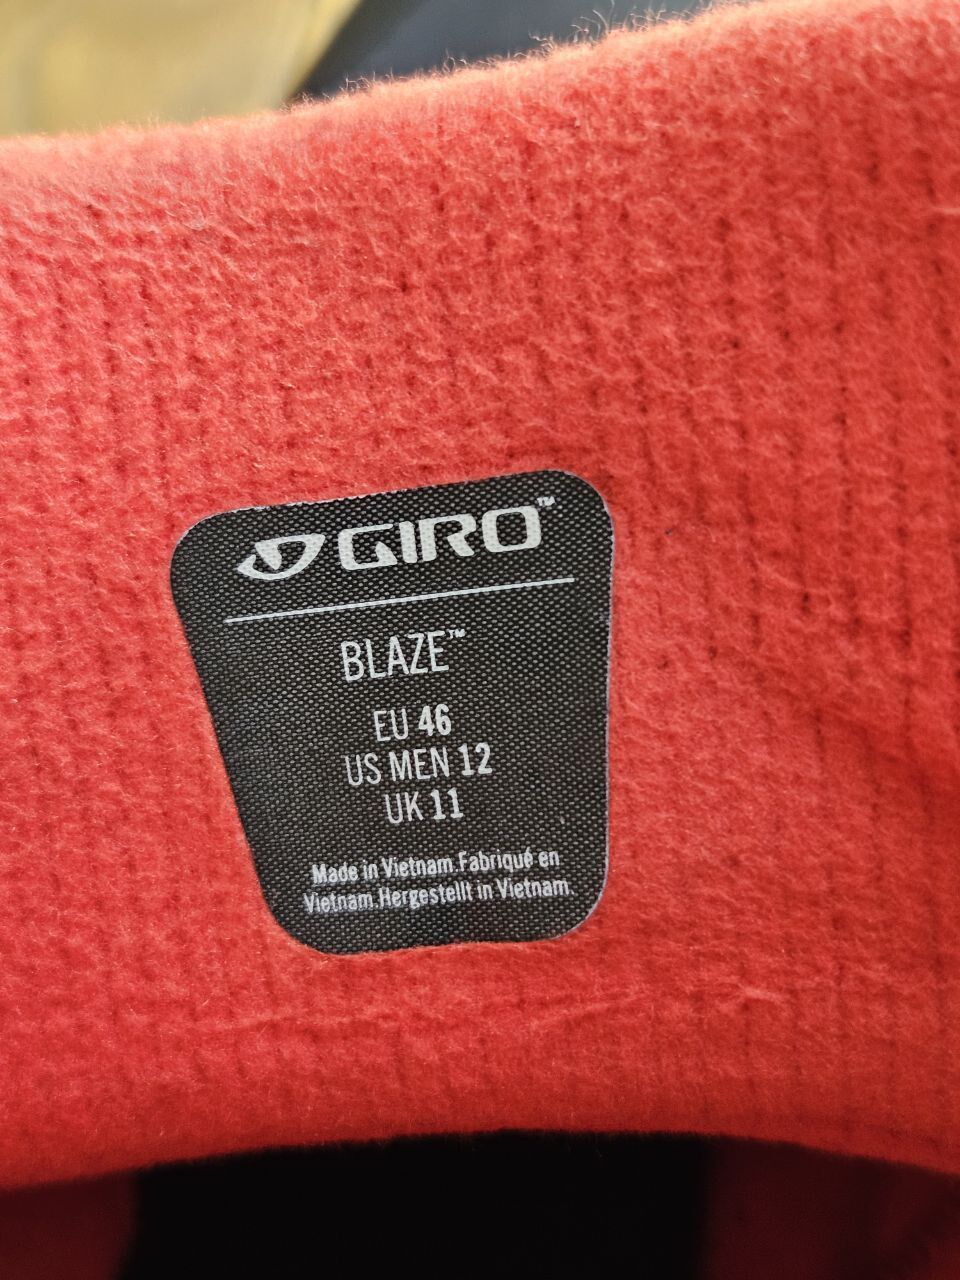 GIRO™
BLAZE™
EU 46
US MEN 12
UK 11
Made in Vietnam.Fabriqué en
Vietnam.Hergestellt in Vietnam.